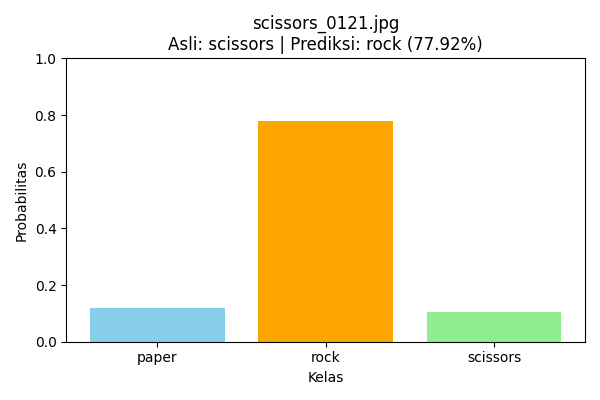 scissors_0121.jpg
Asli: scissors | Prediksi: rock (77.92%)
1.0
0.8
0.6
0.4
0.2
0.0
Probabilitas
paper rock scissors
Kelas